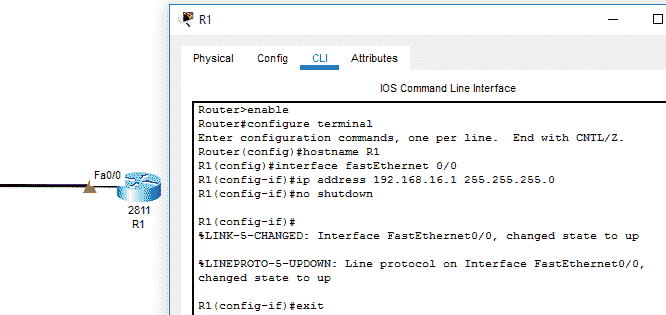 R1
Physical Config CLI Attributes
IOS Command Line Interface
Router>enable
Router#configure terminal
Enter configuration commands, one per line.  End with CNTL/Z.
Router(config)#hostname R1
R1(config)#interface fastEthernet 0/0
R1(config-if)#ip address 192.168.16.1 255.255.255.0
R1(config-if)#no shutdown
R1(config-if)#
%LINK-5-CHANGED: Interface FastEthernet0/0, changed state to up
%LINEPROTO-5-UPDOWN: Line protocol on Interface FastEthernet0/0,
changed state to up
R1(config-if)#exit
Fa0/0
2811
R1